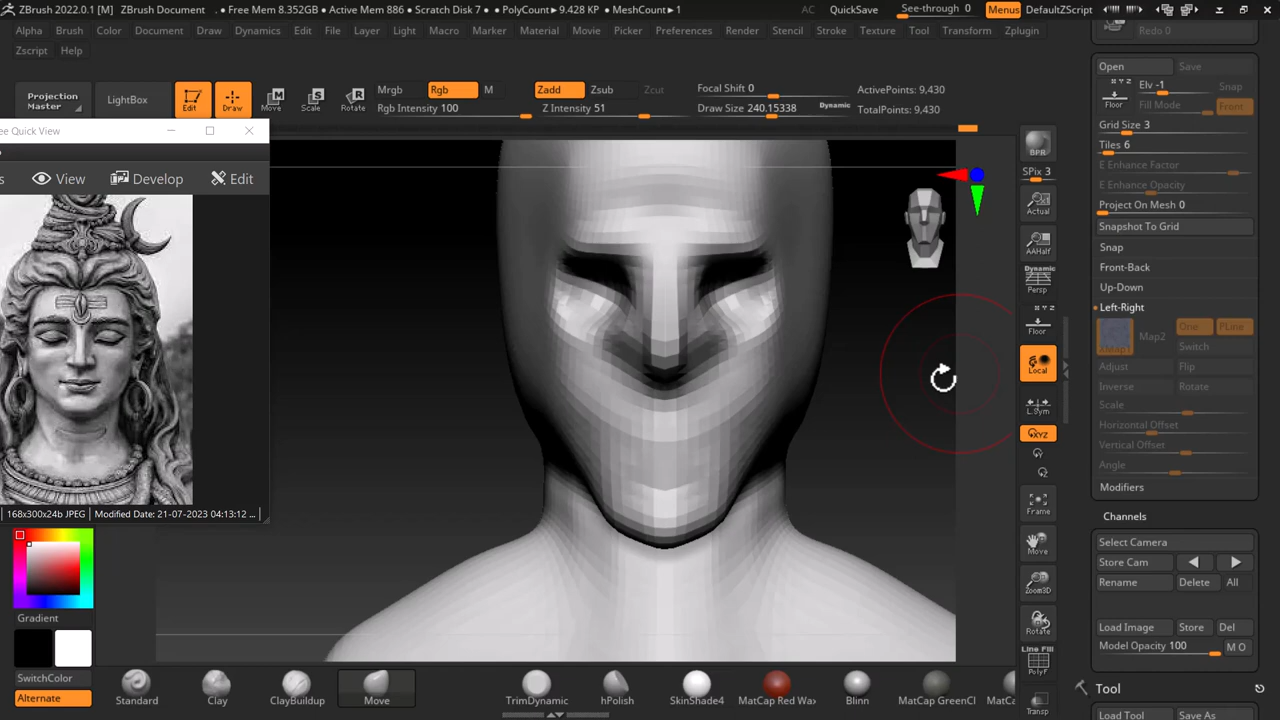 ZBrush 2022.0.1 [M] ZBrush Document . • Free Mem 8.352GB • Active Mem 886 • Scratch Disk 7 • PolyCount▸9.428 KP • MeshCount▸1 AC QuickSave See-through 0 Menus DefaultZScript
Alpha Brush Color Document Draw Dynamics Edit File Layer Light Macro Marker Material Movie Picker Preferences Render Stencil Stroke Texture Tool Transform Zplugin
Zscript Help
Redo 0
Projection Master
LightBox
Edit Draw Move Scale Rotate
Mrgb Rgb M
Rgb Intensity 100
Zadd Zsub Zcut
Z Intensity 51
Focal Shift 0
Draw Size 240.15338 Dynamic
ActivePoints: 9,430
TotalPoints: 9,430
ee Quick View
s View Develop Edit
168x300x24b JPEG Modified Date: 21-07-2023 04:13:12 ...
Gradient
SwitchColor
Alternate
Standard Clay ClayBuildup Move TrimDynamic hPolish SkinShade4 MatCap Red Wax Blinn MatCap GreenCl MatC
BPR
SPix 3
Actual
AAHalf
Dynamic
Persp
X Y Z
Floor
Local
L.Sym
XYZ
Y
Z
Frame
Move
Zoom3D
Rotate
Line Fill
PolyF
Transp
Open Save
X Y Z
Floor
Elv -1 Snap
Fill Mode Front
Grid Size 3
Tiles 6
E Enhance Factor
E Enhance Opacity
Project On Mesh 0
Snapshot To Grid
Snap
Front-Back
Up-Down
Left-Right
Map2 One PLine
Switch
Adjust Flip
Inverse Rotate
Scale
Horizontal Offset
Vertical Offset
Angle
Modifiers
Channels
Select Camera
Store Cam
Rename Delete All
Load Image Store Del
Model Opacity 100 M O
Tool
Load Tool Save As